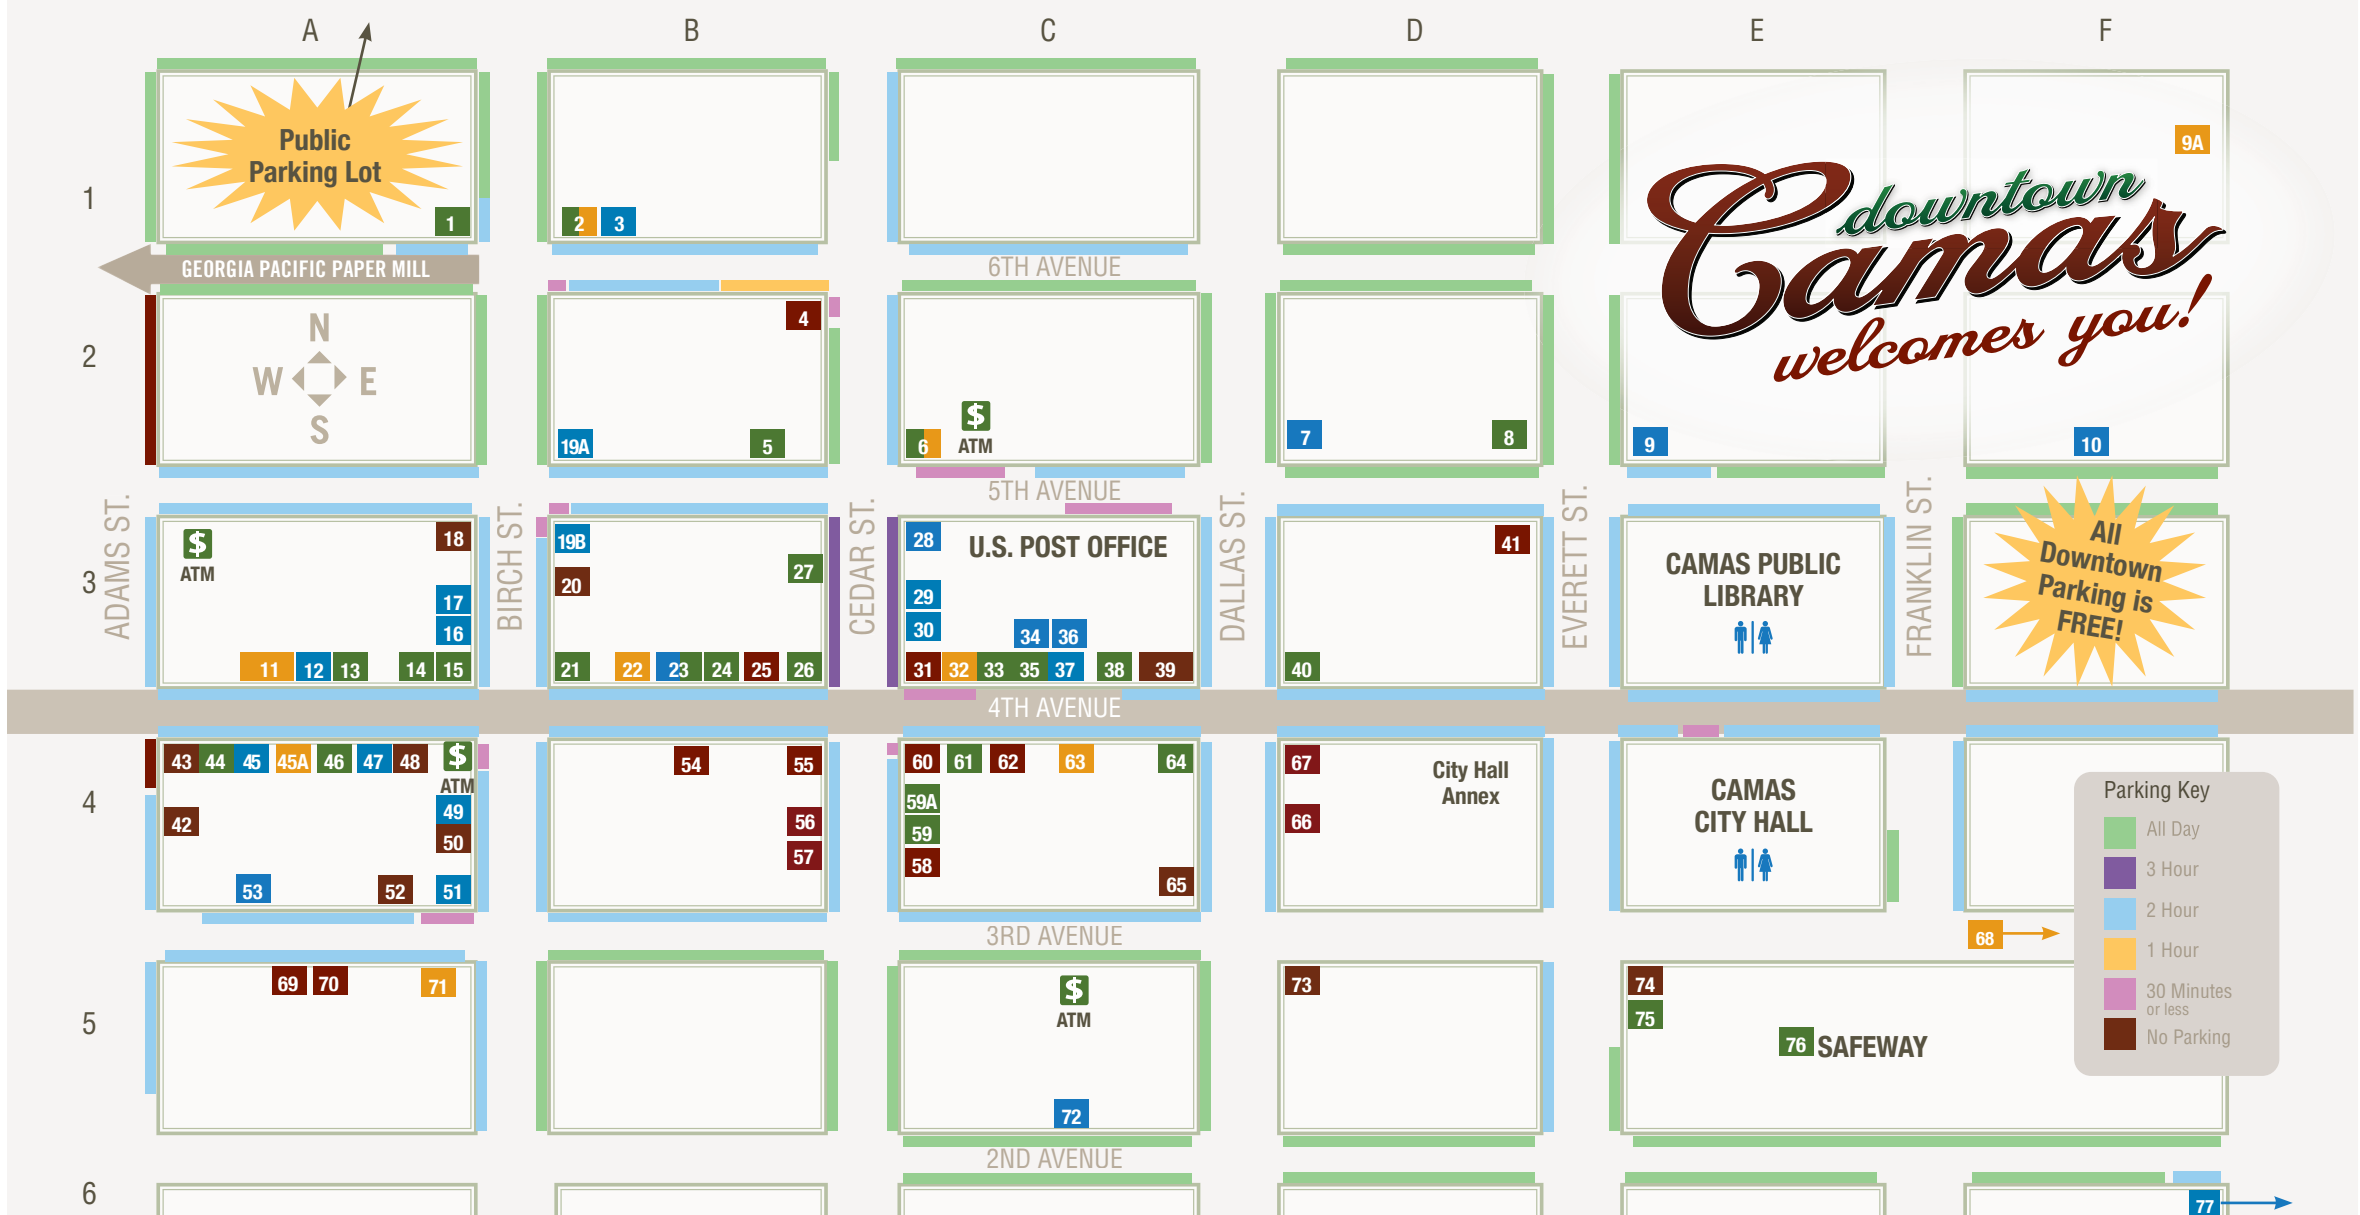 A B C D E F
Public
Parking Lot
9A
downtown
Camas
welcomes you!
1
1 2 3
GEORGIA PACIFIC PAPER MILL
6TH AVENUE
4
N
2
W E
S
ATM
19A 5 6 7 8 9 10
5TH AVENUE
ADAMS ST.
BIRCH ST.
CEDAR ST.
DALLAS ST.
EVERETT ST.
FRANKLIN ST.
3
$
ATM
18
17
16
11 12 13 14 15
19B
20
27
21 22 23 24 25 26
28
U.S. POST OFFICE
29
30
34 36
31 32 33 35 37 38 39
41
40
CAMAS PUBLIC
LIBRARY
All
Downtown
Parking is
FREE!
$
4TH AVENUE
4
43 44 45 45A 46 47 48
$
ATM
42
49
50
53 52 51
54 55
56
57
60 61 62 63 64
59A
59
58
65
67
66
City Hall
Annex
CAMAS
CITY HALL
Parking Key
All Day
3 Hour
2 Hour
1 Hour
30 Minutes
or less
No Parking
3RD AVENUE
68
5
69 70 71
$
ATM
72
73
74
75
76 SAFEWAY
2ND AVENUE
6
77